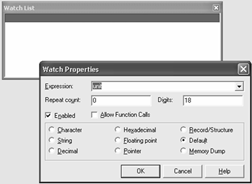 Watch List
Watch Properties
Expression:
Repeat count: 0 Digits: 18
Enabled Allow Function Calls
Character Hexadecimal Record/Structure
String Floating point Default
Decimal Pointer Memory Dump
OK Cancel Help